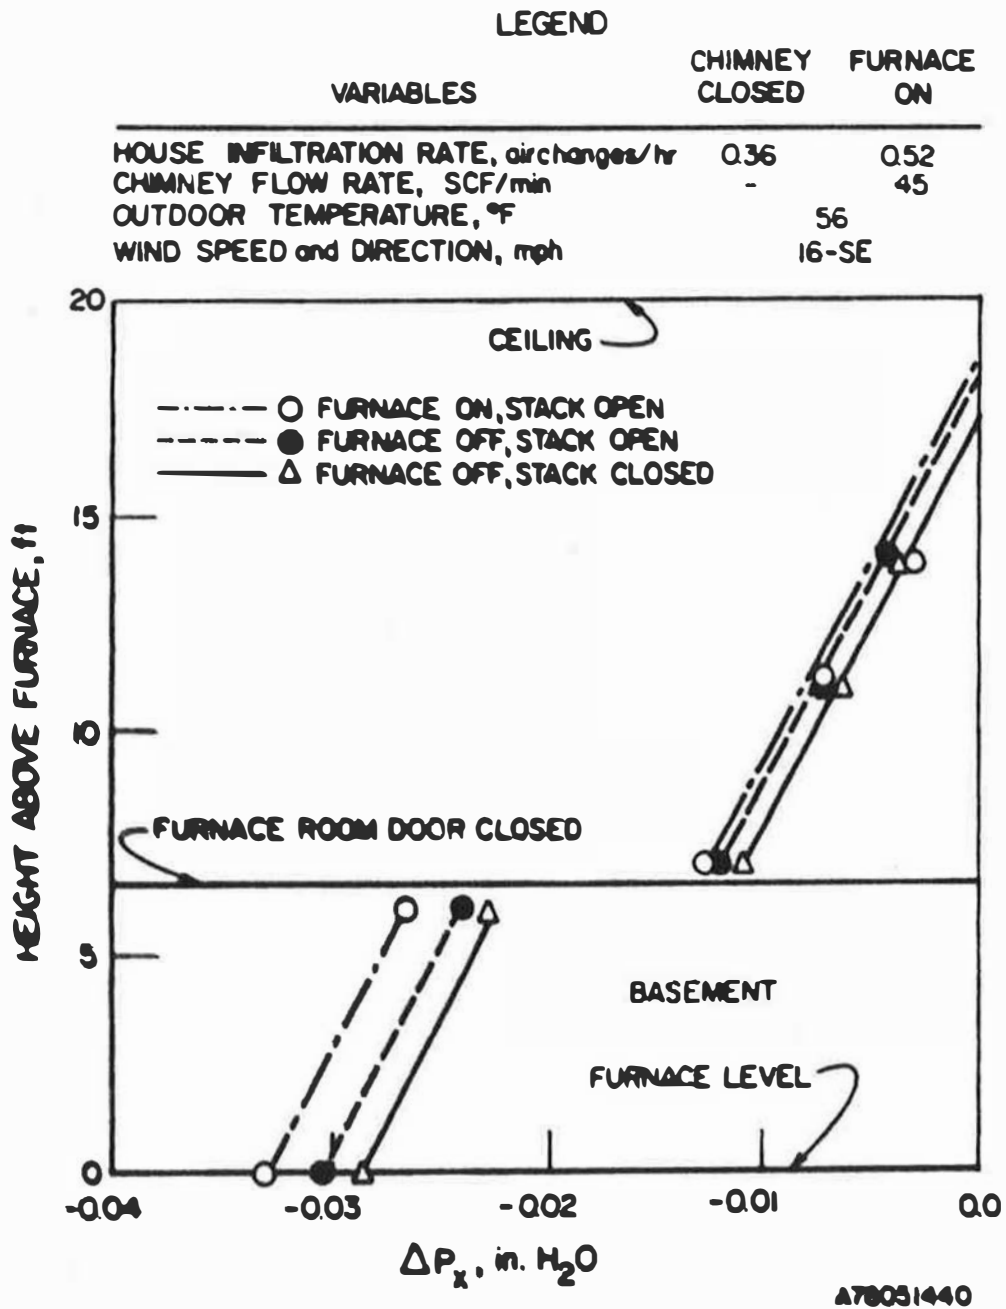 LEGEND
VARIABLES CHIMNEY CLOSED FURNACE ON
HOUSE INFILTRATION RATE, airchanges/hr 0.36 0.52
CHIMNEY FLOW RATE, SCF/min - 45
OUTDOOR TEMPERATURE, °F 56
WIND SPEED and DIRECTION, mph 16-SE
20
CEILING
FURNACE ON, STACK OPEN
FURNACE OFF, STACK OPEN
FURNACE OFF, STACK CLOSED
15
HEIGHT ABOVE FURNACE, ft
10
FURNACE ROOM DOOR CLOSED
5
BASEMENT
FURNACE LEVEL
0
-0.04 -0.03 -0.02 -0.01 0.0
ΔPx, in. H2O
A78051440